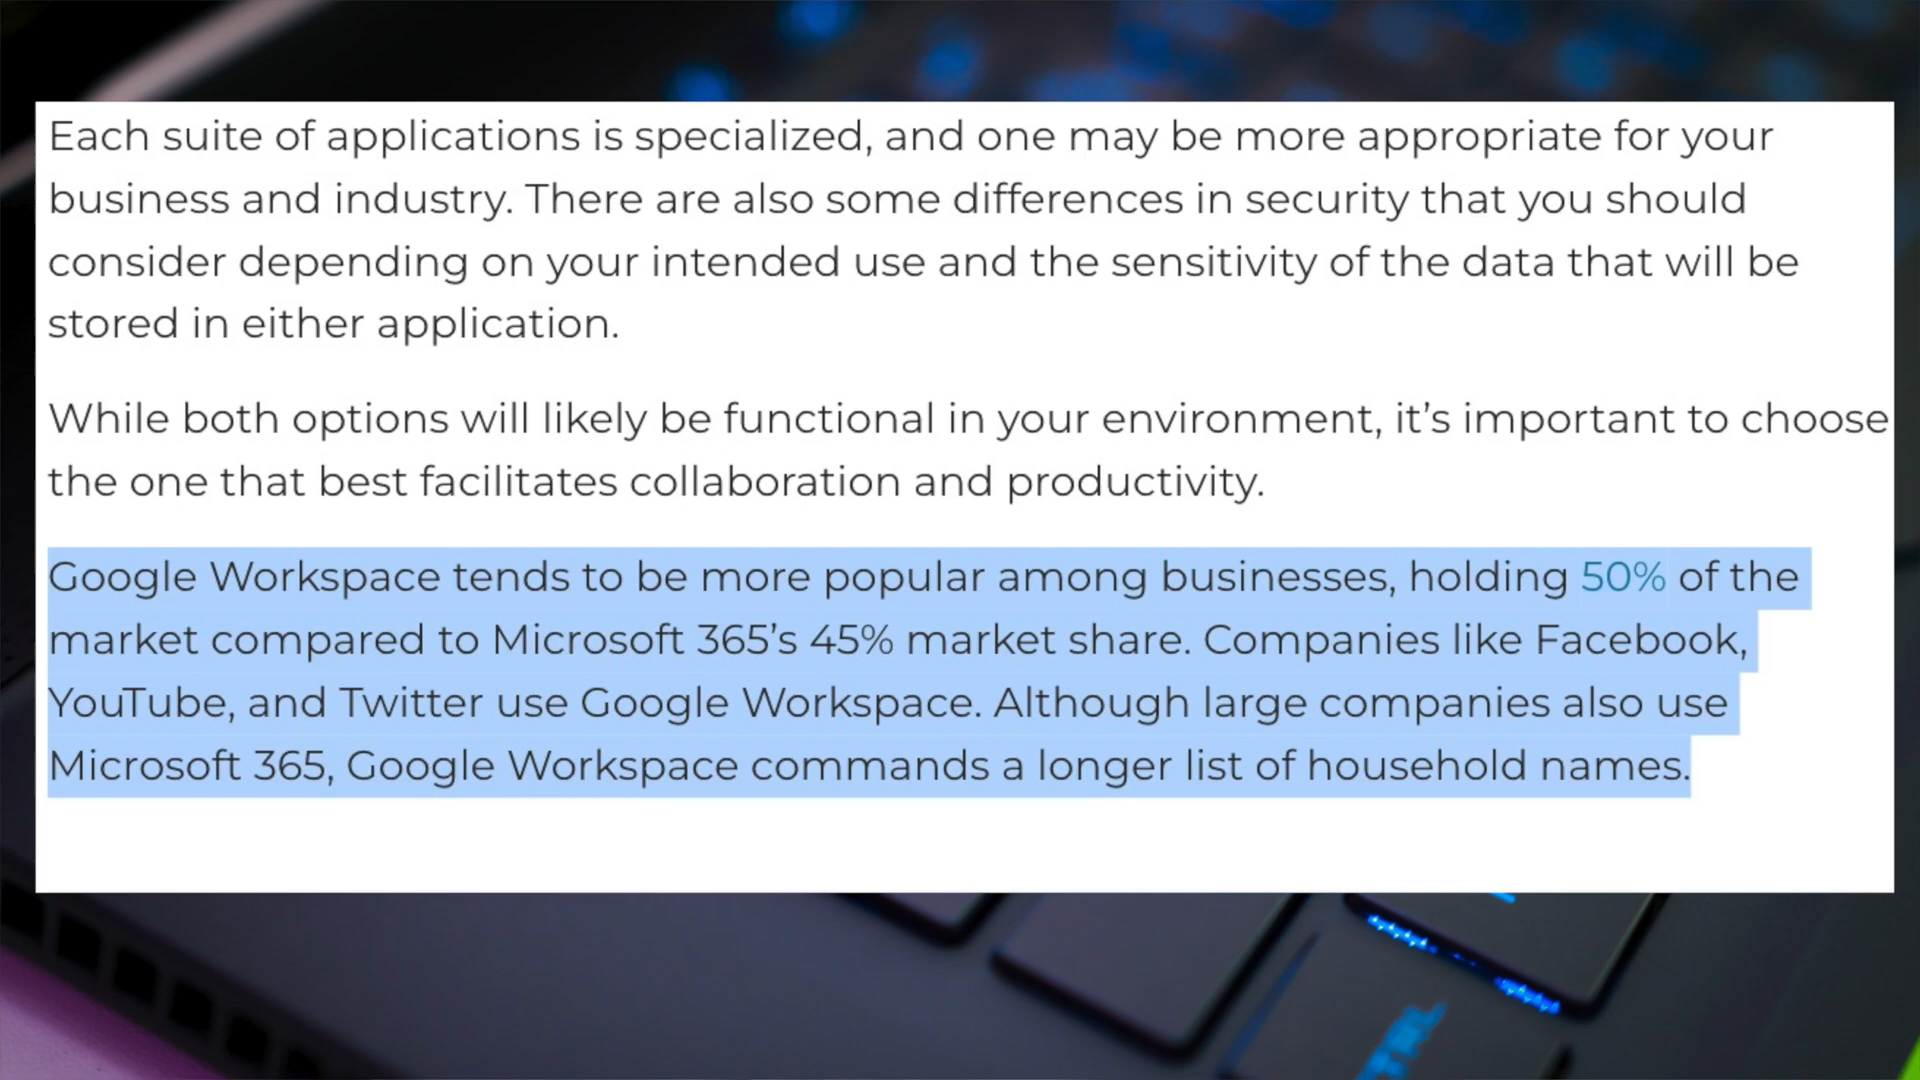 Each suite of applications is specialized, and one may be more appropriate for your
business and industry. There are also some differences in security that you should
consider depending on your intended use and the sensitivity of the data that will be
stored in either application.
While both options will likely be functional in your environment, it’s important to choose
the one that best facilitates collaboration and productivity.
Google Workspace tends to be more popular among businesses, holding 50% of the
market compared to Microsoft 365’s 45% market share. Companies like Facebook,
YouTube, and Twitter use Google Workspace. Although large companies also use
Microsoft 365, Google Workspace commands a longer list of household names.